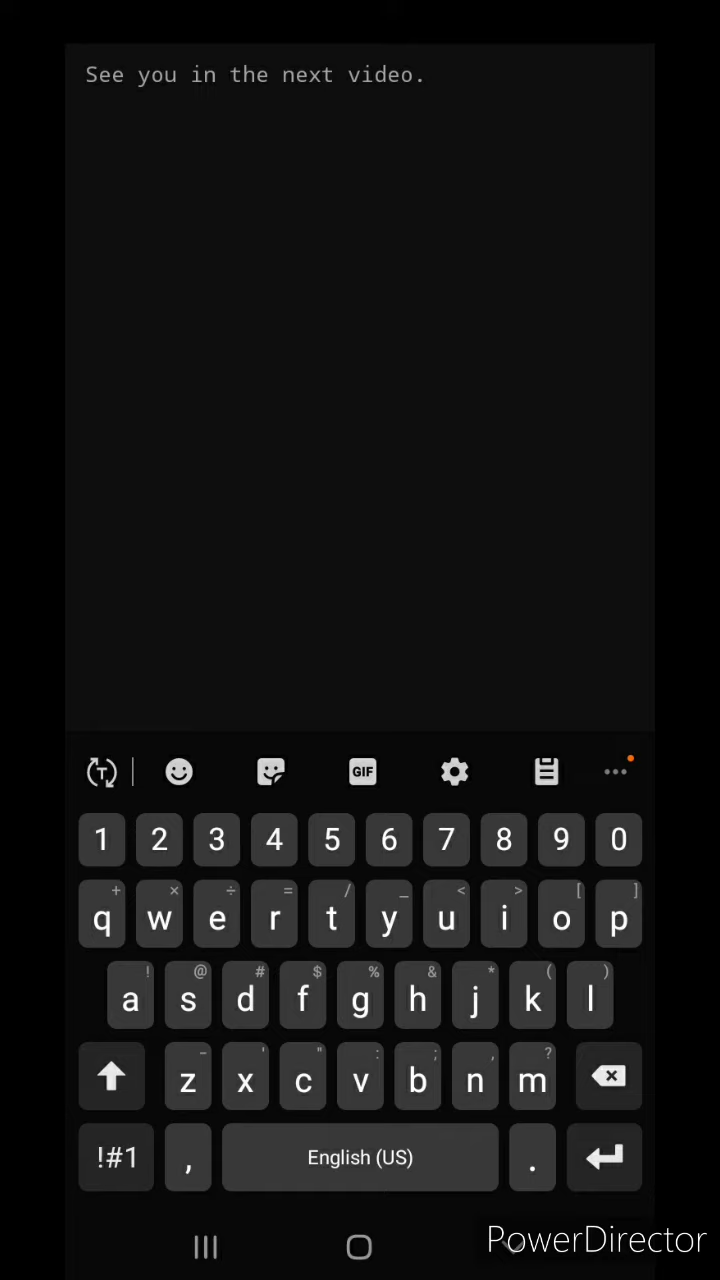 See you in the next video.
T GIF
1 2 3 4 5 6 7 8 9 0
+ × ÷ = / _ < > [ ]
q w e r t y u i o p
! @ # $ % & * ( )
a s d f g h j k l
- ' " : ; , ?
z x c v b n m
!#1 , English (US) .
PowerDirector